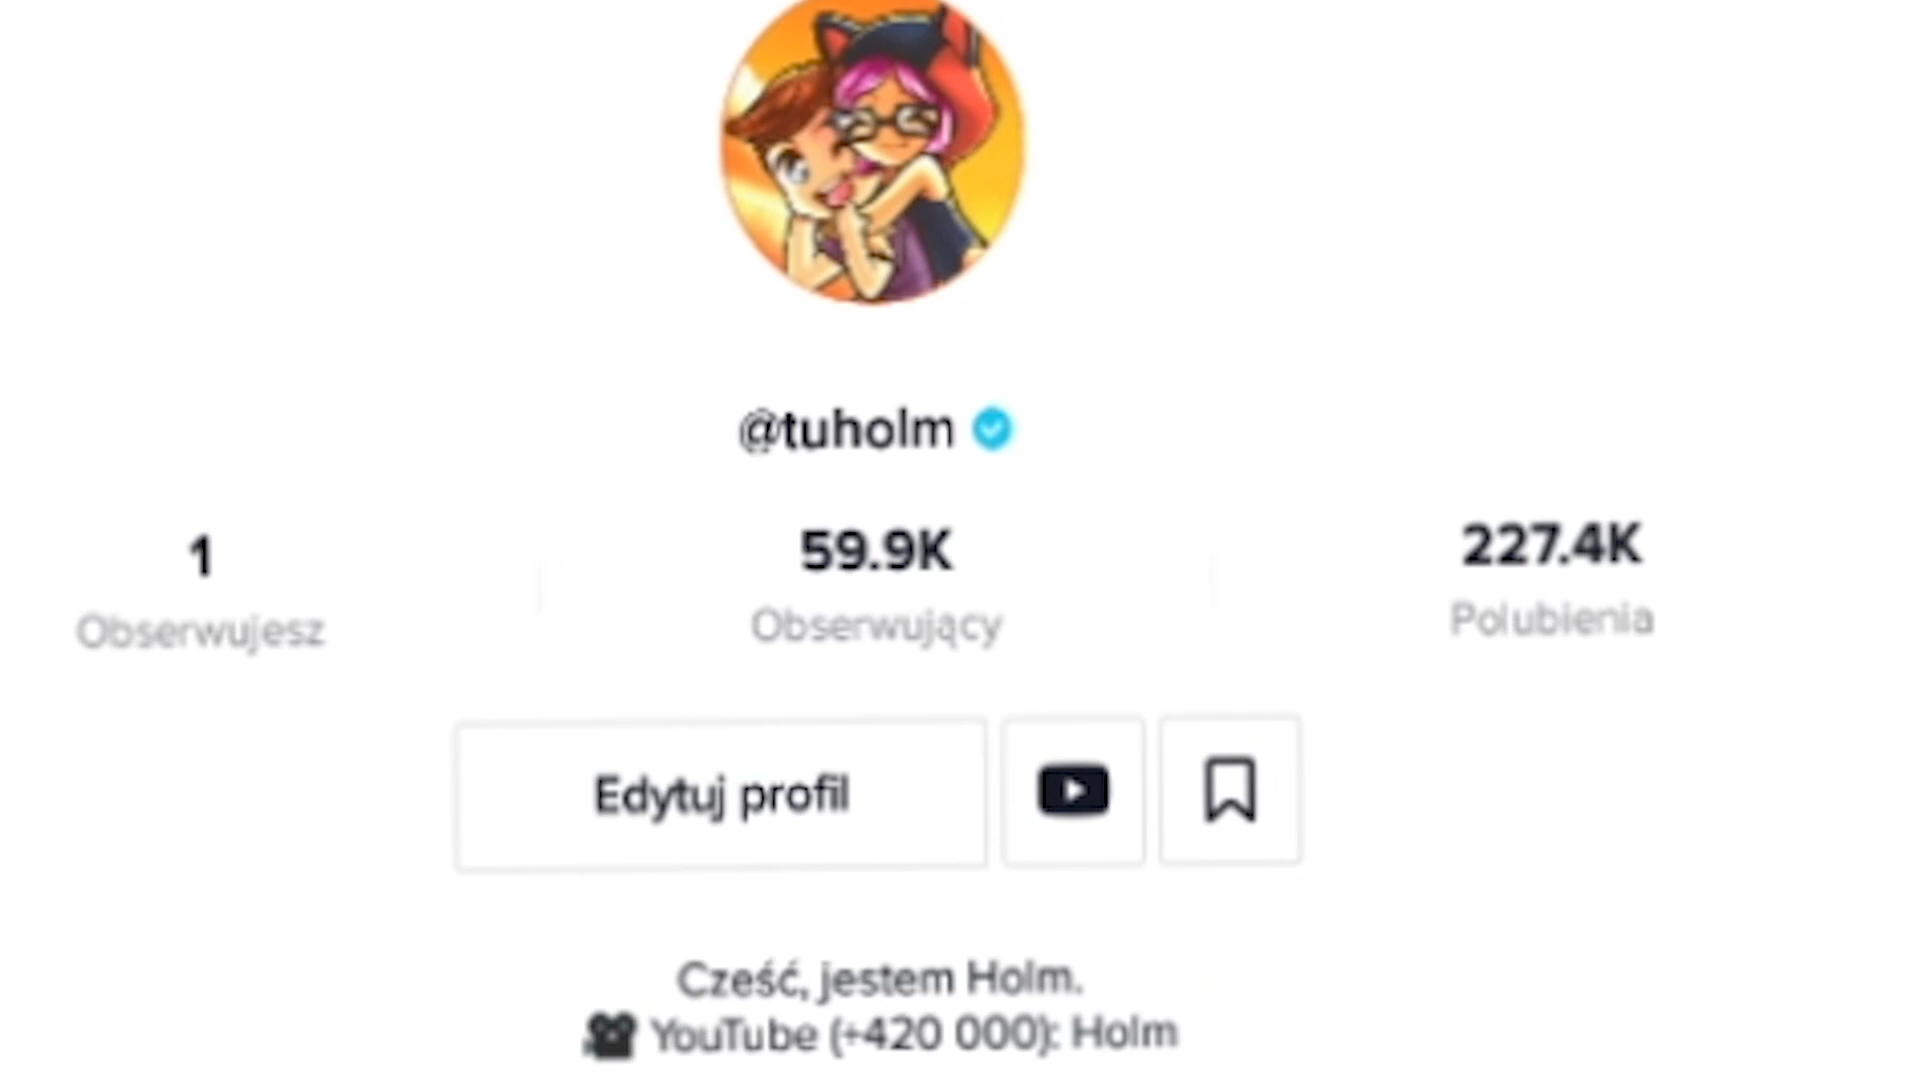 @tuholm
1 59.9K 227.4K
Obserwujesz Obserwujący Polubienia
Edytuj profil
Cześć, jestem Holm.
YouTube (+420 000): Holm